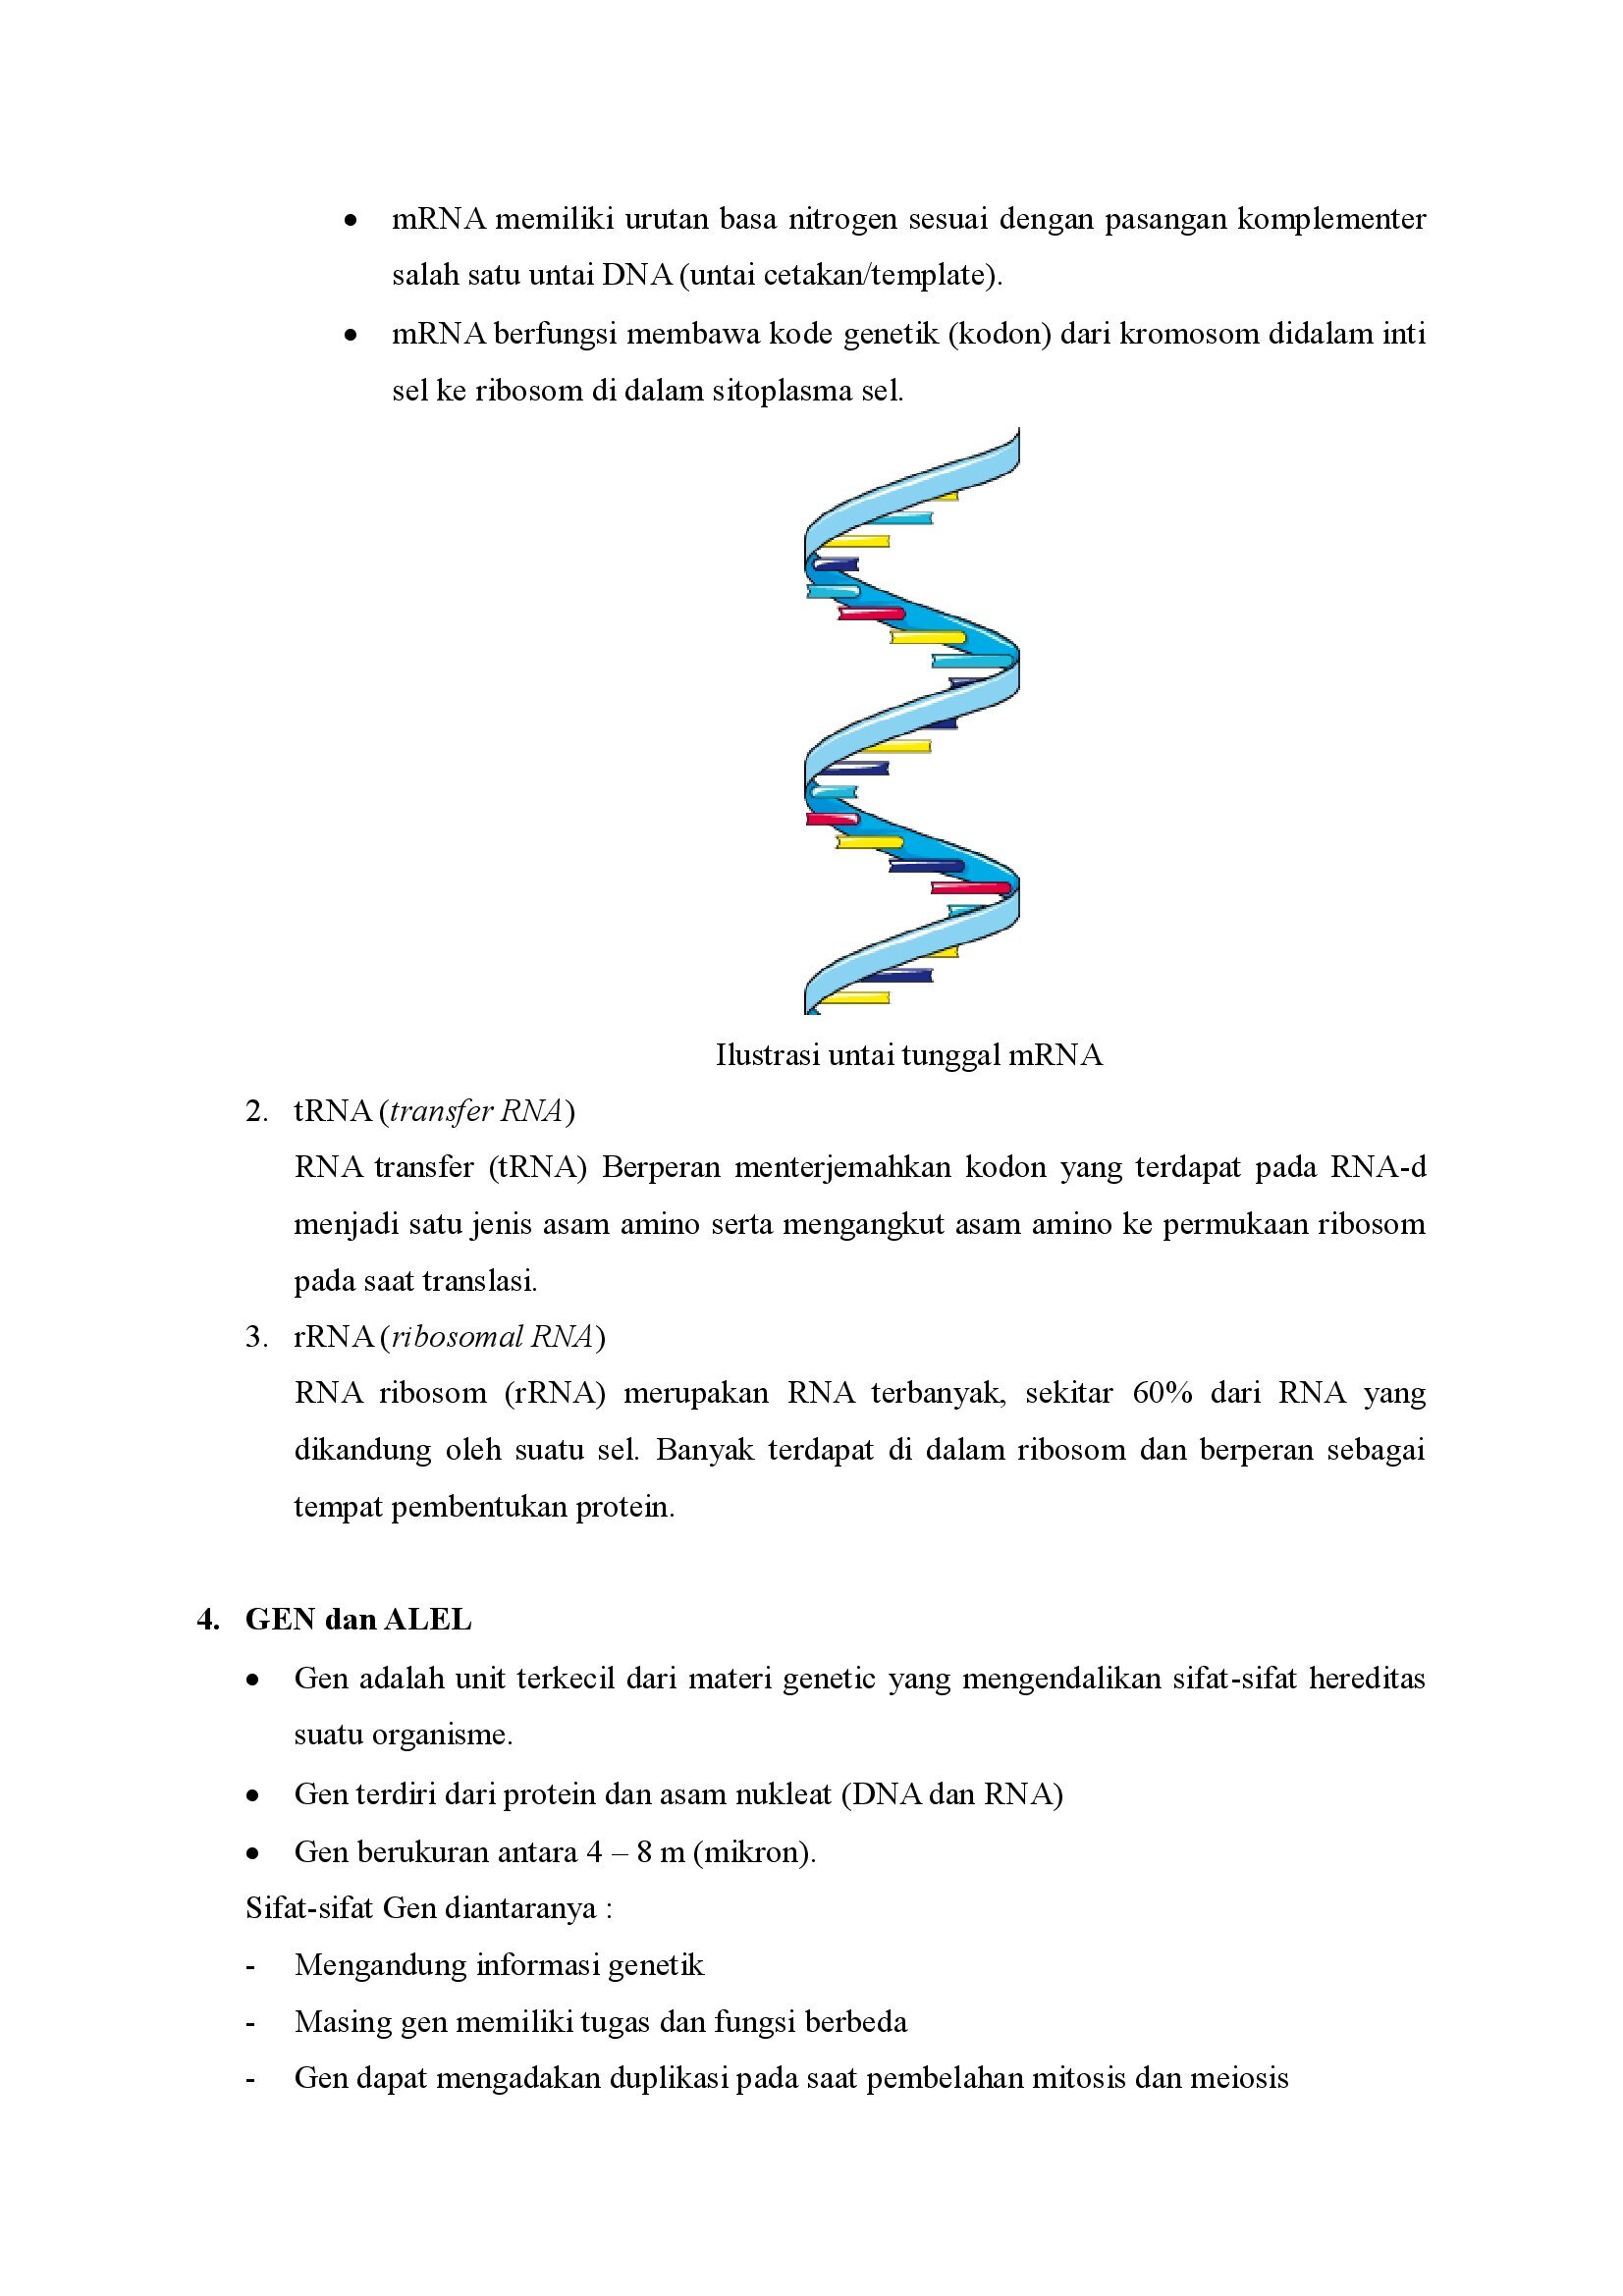 • mRNA memiliki urutan basa nitrogen sesuai dengan pasangan komplementer
salah satu untai DNA (untai cetakan/template).
• mRNA berfungsi membawa kode genetik (kodon) dari kromosom didalam inti
sel ke ribosom di dalam sitoplasma sel.
Ilustrasi untai tunggal mRNA
2. tRNA (transfer RNA)
RNA transfer (tRNA) Berperan menterjemahkan kodon yang terdapat pada RNA-d
menjadi satu jenis asam amino serta mengangkut asam amino ke permukaan ribosom
pada saat translasi.
3. rRNA (ribosomal RNA)
RNA ribosom (rRNA) merupakan RNA terbanyak, sekitar 60% dari RNA yang
dikandung oleh suatu sel. Banyak terdapat di dalam ribosom dan berperan sebagai
tempat pembentukan protein.
4. GEN dan ALEL
• Gen adalah unit terkecil dari materi genetic yang mengendalikan sifat-sifat hereditas
suatu organisme.
• Gen terdiri dari protein dan asam nukleat (DNA dan RNA)
• Gen berukuran antara 4 – 8 m (mikron).
Sifat-sifat Gen diantaranya :
- Mengandung informasi genetik
- Masing gen memiliki tugas dan fungsi berbeda
- Gen dapat mengadakan duplikasi pada saat pembelahan mitosis dan meiosis